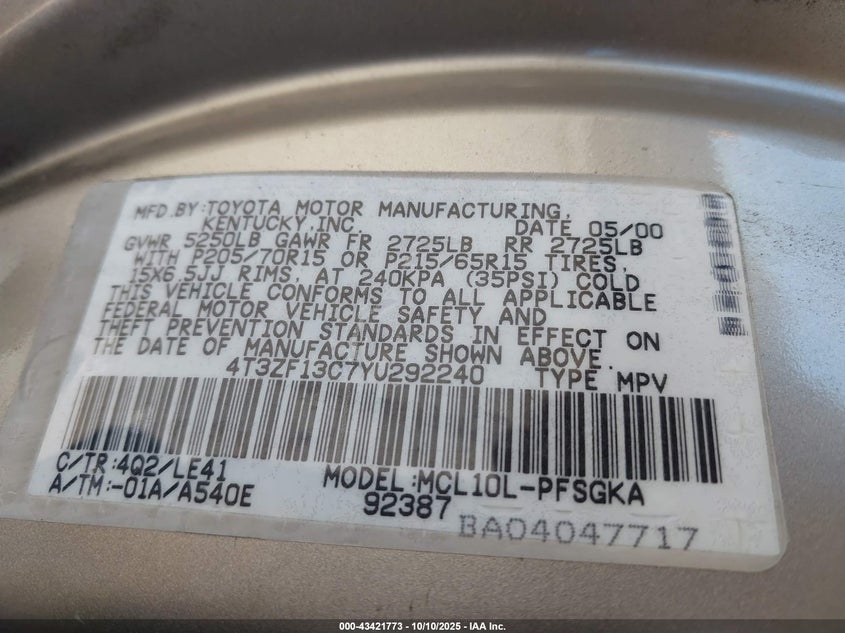 MFD.BY:TOYOTA MOTOR MANUFACTURING,
KENTUCKY,INC. DATE 05/00
GVWR 5250LB GAWR FR 2725LB RR 2725LB
WITH P205/70R15 OR P215/65R15 TIRES,
15X6.5JJ RIMS, AT 240KPA (35PSI) COLD
THIS VEHICLE CONFORMS TO ALL APPLICABLE
FEDERAL MOTOR VEHICLE SAFETY AND
THEFT PREVENTION STANDARDS IN EFFECT ON
THE DATE OF MANUFACTURE SHOWN ABOVE.
4T3ZF13C7YU292240 TYPE MPV
C/TR:4Q2/LE41 MODEL:MCL10L-PFSGKA
A/TM:-01A/A540E 92387
BA04047717
000-43421773 - 10/10/2025 - IAA Inc.